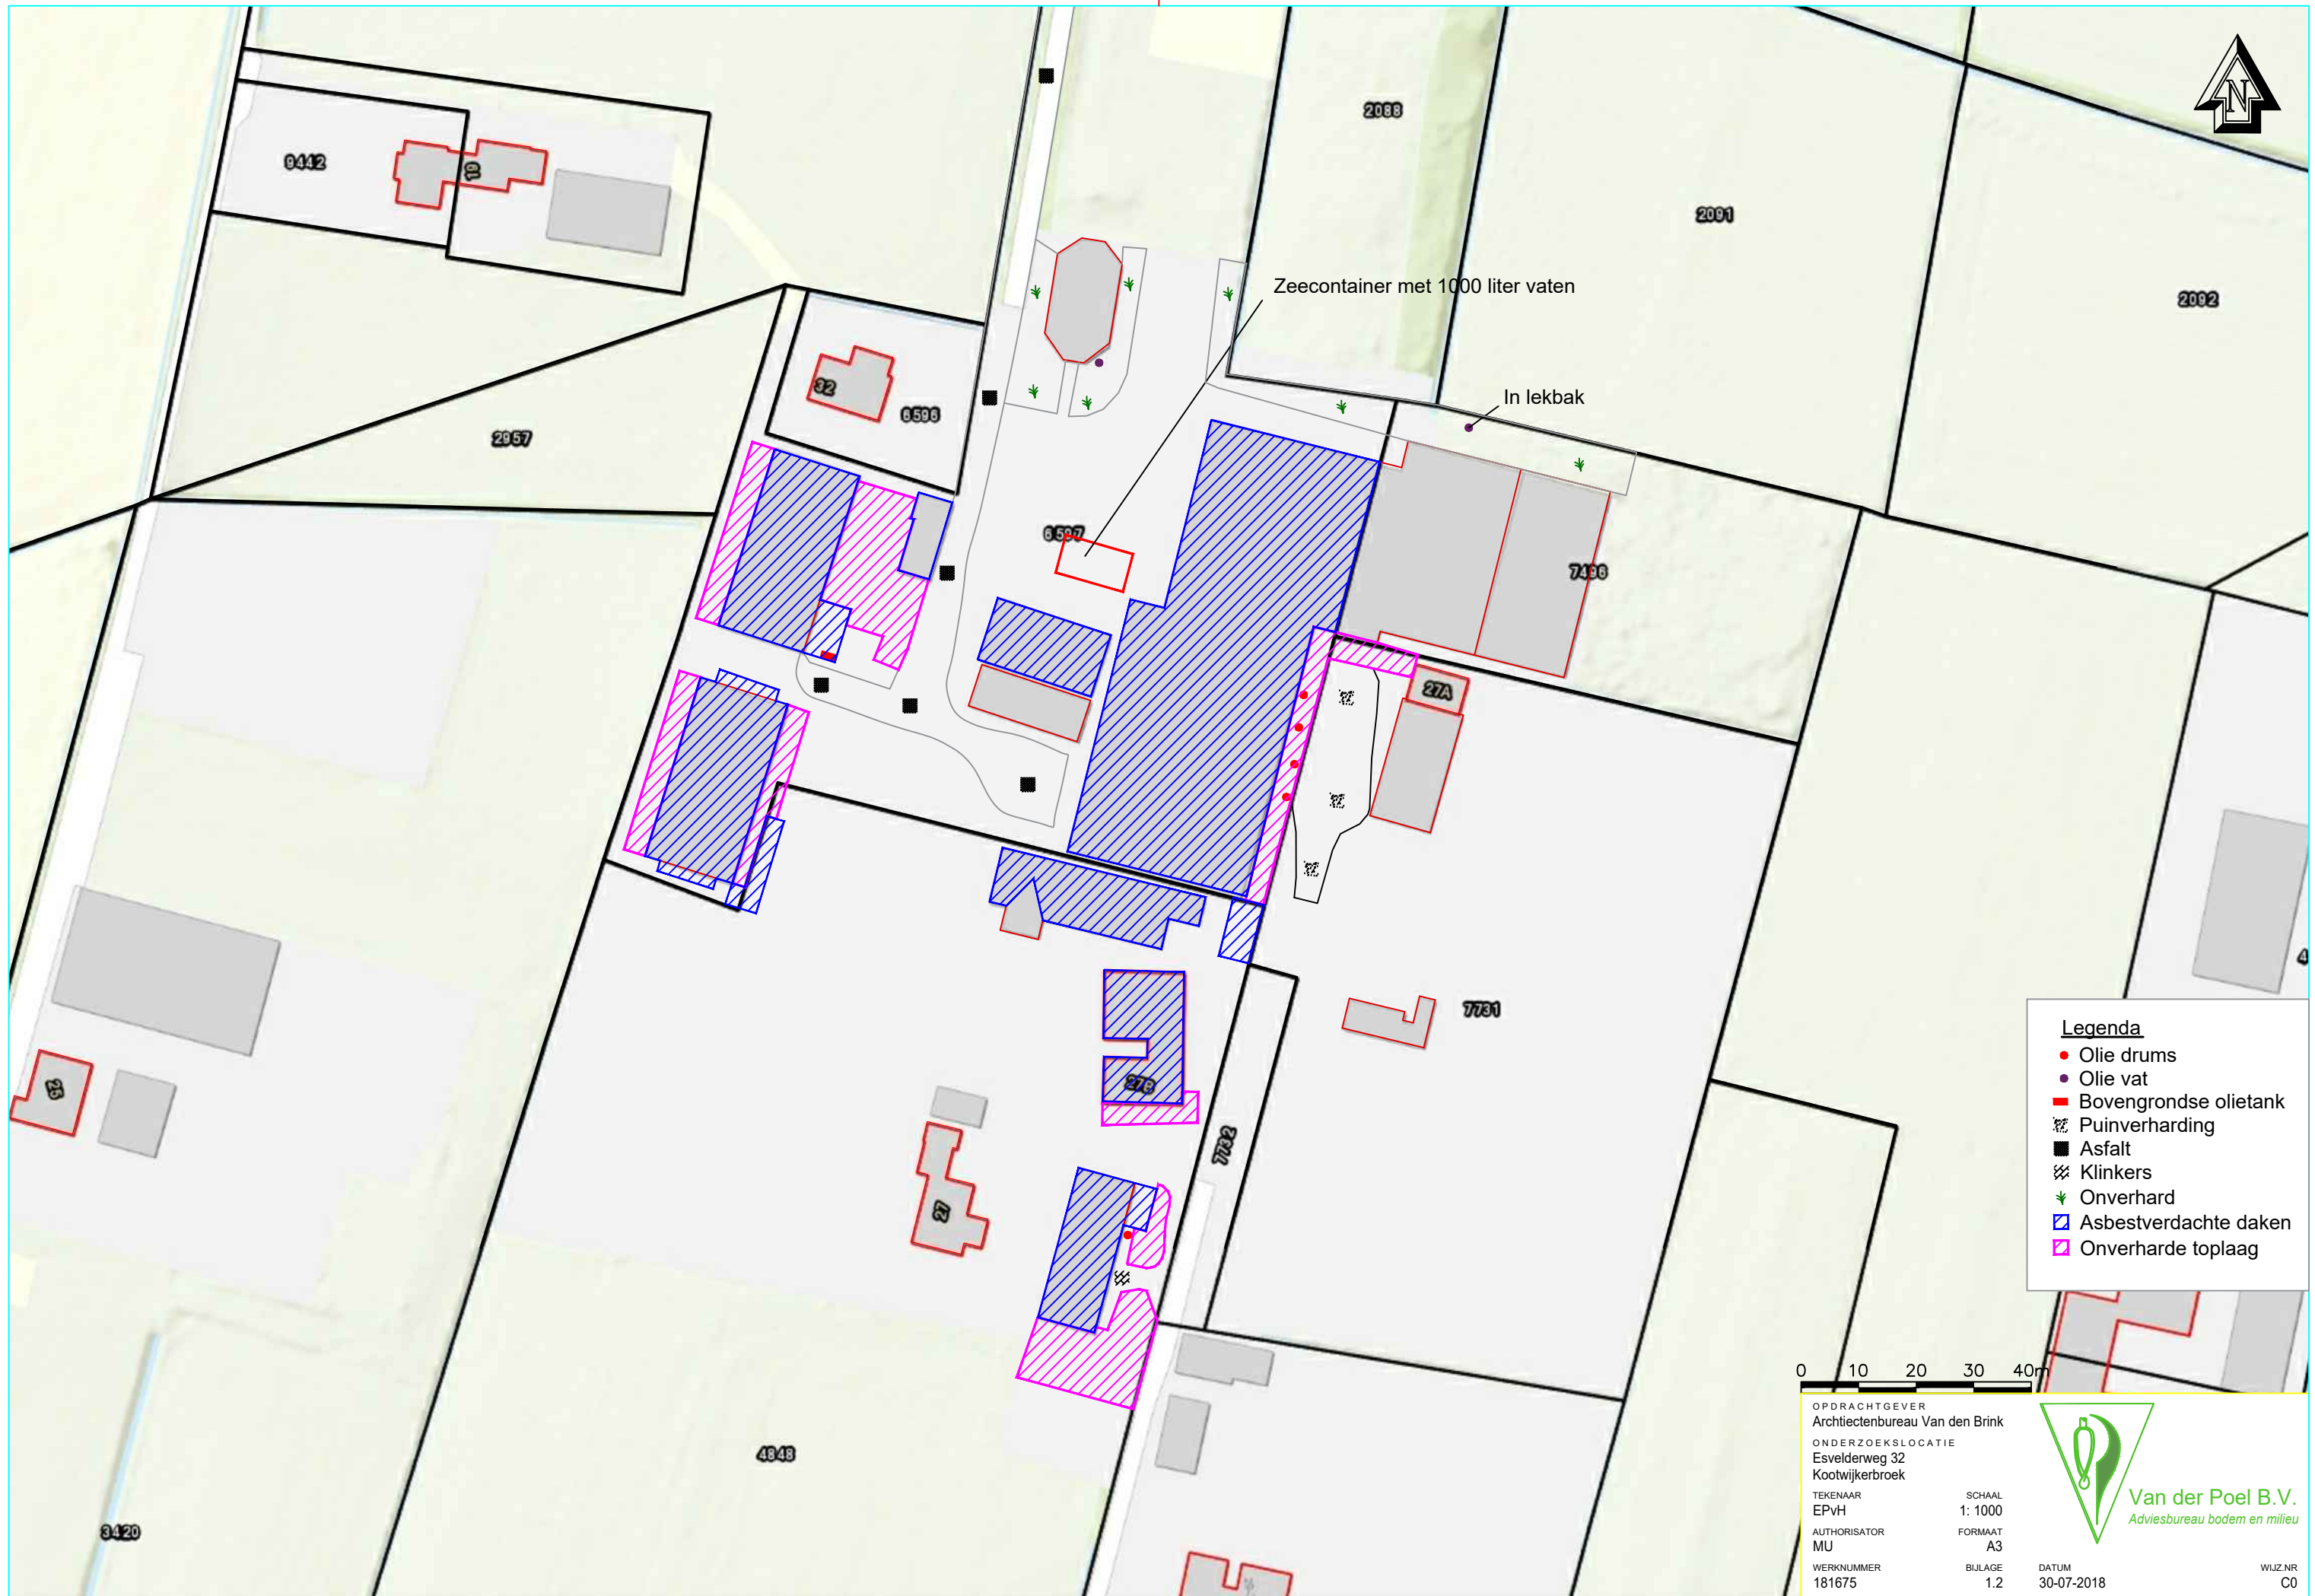 N
2088
9442
19
2091
2092
Zeecontainer met 1000 liter vaten
32
6596
In lekbak
2957
6597
7496
27A
7731
27B
25
7732
27
4848
3420
4
Legenda
Olie drums
Olie vat
Bovengrondse olietank
Puinverharding
Asfalt
Klinkers
Onverhard
Asbestverdachte daken
Onverharde toplaag
0 10 20 30 40m
OPDRACHTGEVER
Archtiectenbureau Van den Brink
ONDERZOEKSLOCATIE
Esvelderweg 32
Kootwijkerbroek
TEKENAAR SCHAAL
EPvH 1: 1000
AUTHORISATOR FORMAAT
MU A3
WERKNUMMER BIJLAGE DATUM WIJZ.NR
181675 1.2 30-07-2018 C0
Van der Poel B.V.
Adviesbureau bodem en milieu